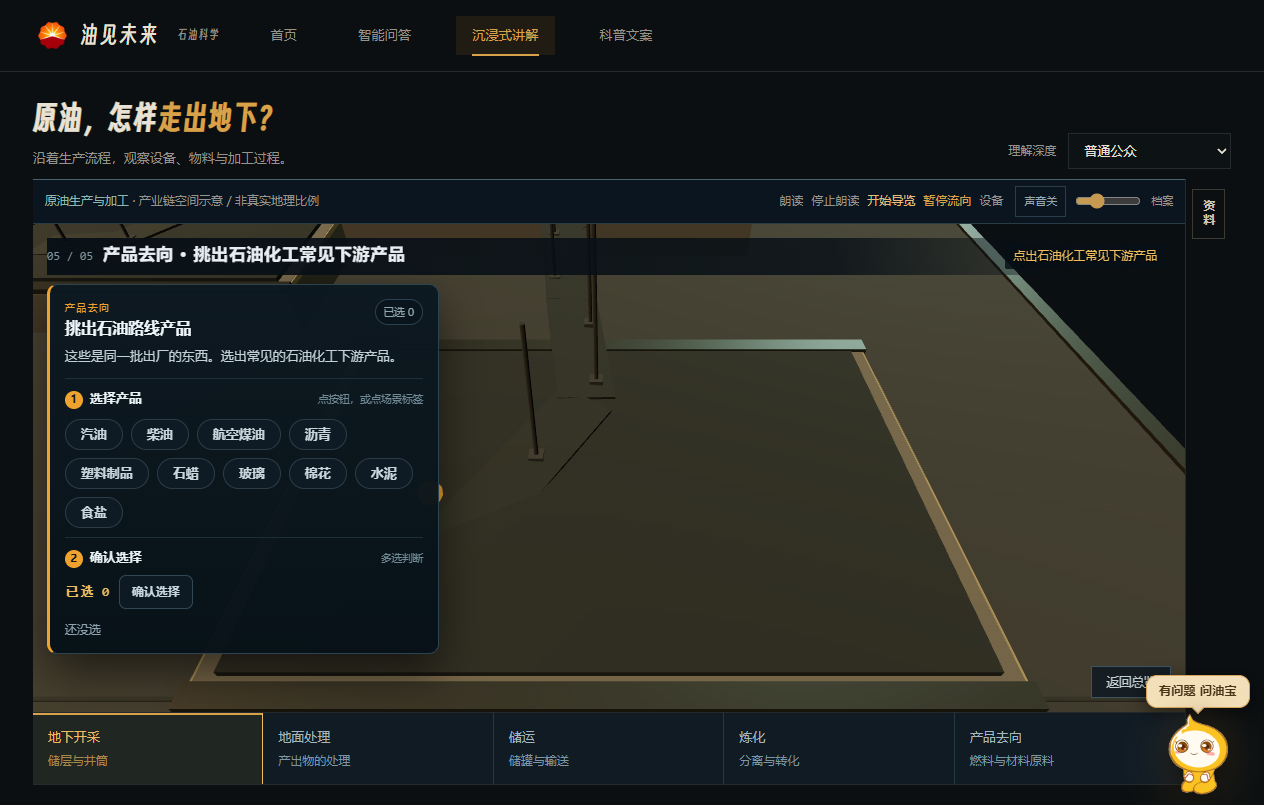 油见未来 石油科学 首页 智能问答 沉浸式讲解 科普文案
原油，怎样走出地下？
沿着生产流程，观察设备、物料与加工过程。
理解深度 普通公众
原油生产与加工 · 产业链空间示意 / 非真实地理比例
朗读 停止朗读 开始导览 暂停流向 设备 声音关 档案
资料
05 / 05 产品去向 • 挑出石油化工常见下游产品
点出石油化工常见下游产品
产品去向
已选 0
挑出石油路线产品
这些是同一批出厂的东西。选出常见的石油化工下游产品。
1 选择产品 点按钮，或点场景标签
汽油 柴油 航空煤油 沥青
塑料制品 石蜡 玻璃 棉花 水泥
食盐
2 确认选择 多选判断
已选 0 确认选择
还没选
返回总
有问题 问油宝
地下开采 地面处理 储运 炼化 产品去向
储层与井筒 产出物的处理 储罐与输送 分离与转化 燃料与材料原料